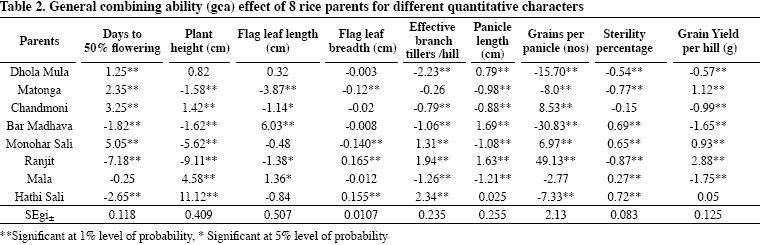 Table 2. General combining ability (gca) effect of 8 rice parents for different quantitative characters
Parents Days to 50% flowering Plant height (cm) Flag leaf length (cm) Flag leaf breadth (cm) Effective branch tillers /hill Panicle length (cm) Grains per panicle (nos) Sterility percentage Grain Yield per hill (g)
Dhola Mula 1.25** 0.82 0.32 -0.003 -2.23** 0.79** -15.70** -0.54** -0.57**
Matonga 2.35** -1.58** -3.87** -0.12** -0.26 -0.98** -8.0** -0.77** 1.12**
Chandmoni 3.25** 1.42** -1.14* -0.02 -0.79** -0.88** 8.53** -0.15 -0.99**
Bar Madhava -1.82** -1.62** 6.03** -0.008 -1.06** 1.69** -30.83** 0.69** -1.65**
Monohar Sali 5.05** -5.62** -0.48 -0.140** 1.31** -1.08** 6.97** 0.65** 0.93**
Ranjit -7.18** -9.11** -1.38* 0.165** 1.94** 1.63** 49.13** -0.87** 2.88**
Mala -0.25 4.58** 1.36* -0.012 -1.26** -1.21** -2.77 0.27** -1.75**
Hathi Sali -2.65** 11.12** -0.84 0.155** 2.34** 0.025 -7.33** 0.72** 0.05
SEgi± 0.118 0.409 0.507 0.0107 0.235 0.255 2.13 0.083 0.125
**Significant at 1% level of probability, * Significant at 5% level of probability